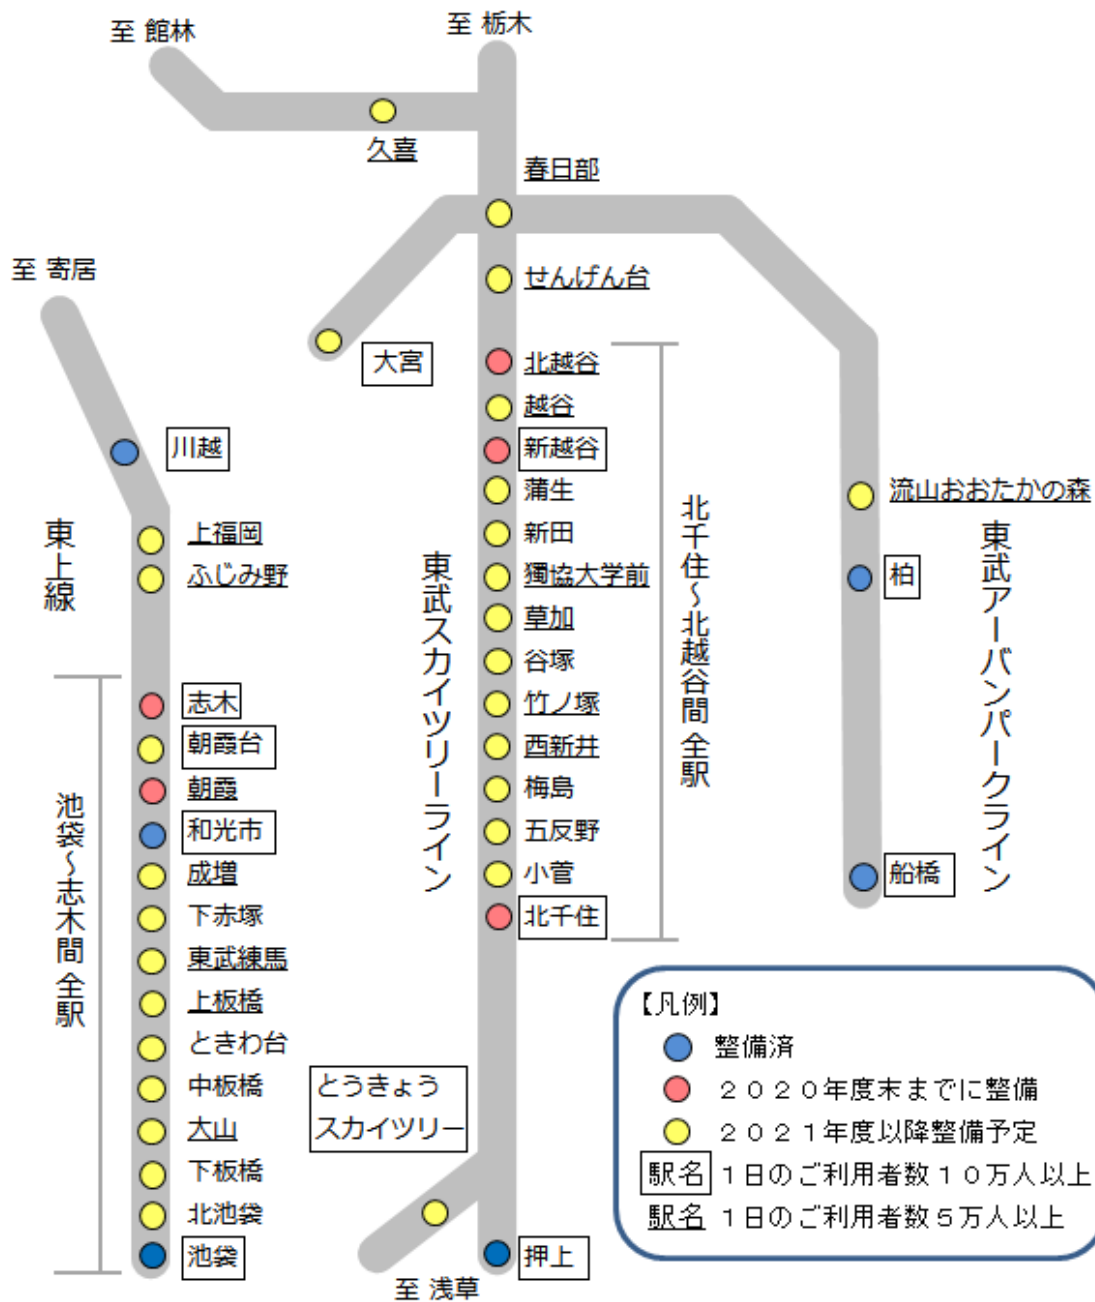 至 館林
至 栃木
久喜
春日部
至 寄居
せんげん台
大宮
北越谷
越谷
川越
新越谷
蒲生
流山おおたかの森
上福岡
新田
ふじみ野
獨協大学前
柏
草加
谷塚
志木
竹ノ塚
朝霞台
西新井
朝霞
梅島
和光市
五反野
成増
小菅
船橋
下赤塚
北千住
東武練馬
上板橋
ときわ台
中板橋
大山
下板橋
北池袋
池袋
押上
とうきょう
スカイツリー
至 浅草
東上線
池袋～志木間 全駅
東武スカイツリーライン
北千住～北越谷間 全駅
東武アーバンパークライン
【凡例】
整備済
２０２０年度末までに整備
２０２１年度以降整備予定
駅名 １日のご利用者数１０万人以上
駅名 １日のご利用者数５万人以上